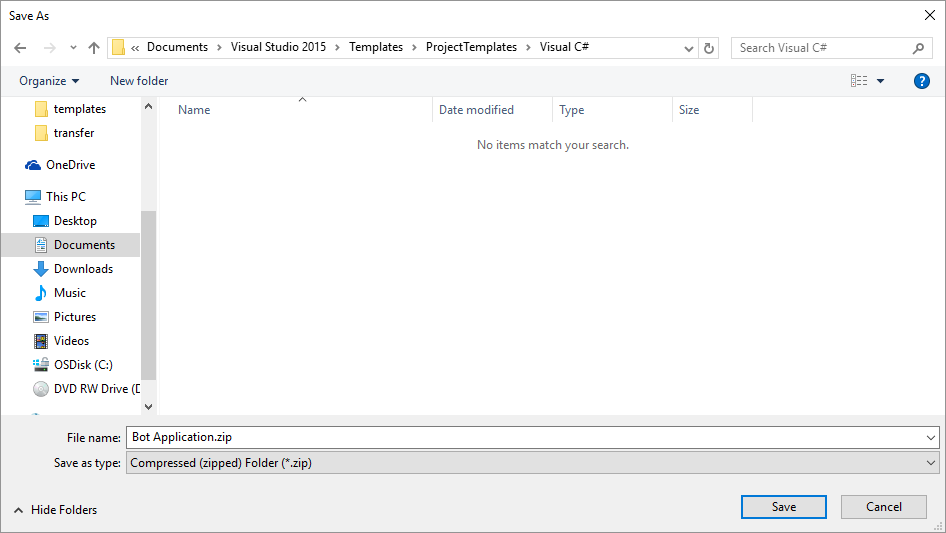 Save As
« Documents > Visual Studio 2015 > Templates > ProjectTemplates > Visual C#
Search Visual C#
Organize
New folder
?
templates
transfer
OneDrive
This PC
Desktop
Documents
Downloads
Music
Pictures
Videos
OSDisk (C:)
DVD RW Drive (D
Name
Date modified
Type
Size
No items match your search.
File name: Bot Application.zip
Save as type: Compressed (zipped) Folder (*.zip)
Hide Folders
Save
Cancel